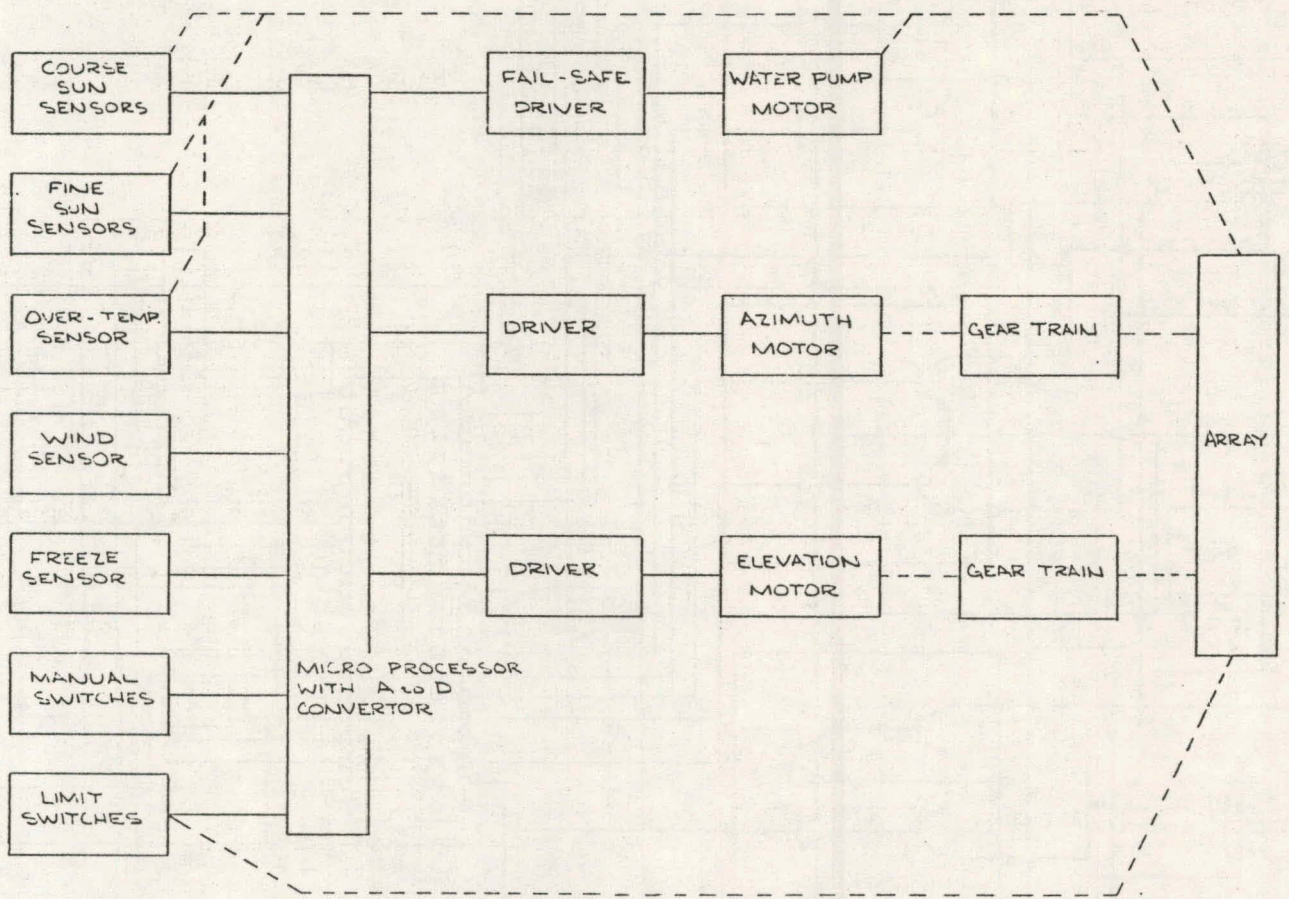 COURSE
SUN
SENSORS
FAIL-SAFE
DRIVER
WATER PUMP
MOTOR
FINE
SUN
SENSORS
OVER-TEMP.
SENSOR
DRIVER
AZIMUTH
MOTOR
GEAR TRAIN
ARRAY
WIND
SENSOR
FREEZE
SENSOR
DRIVER
ELEVATION
MOTOR
GEAR TRAIN
MANUAL
SWITCHES
MICRO PROCESSOR
WITH A to D
CONVERTOR
LIMIT
SWITCHES